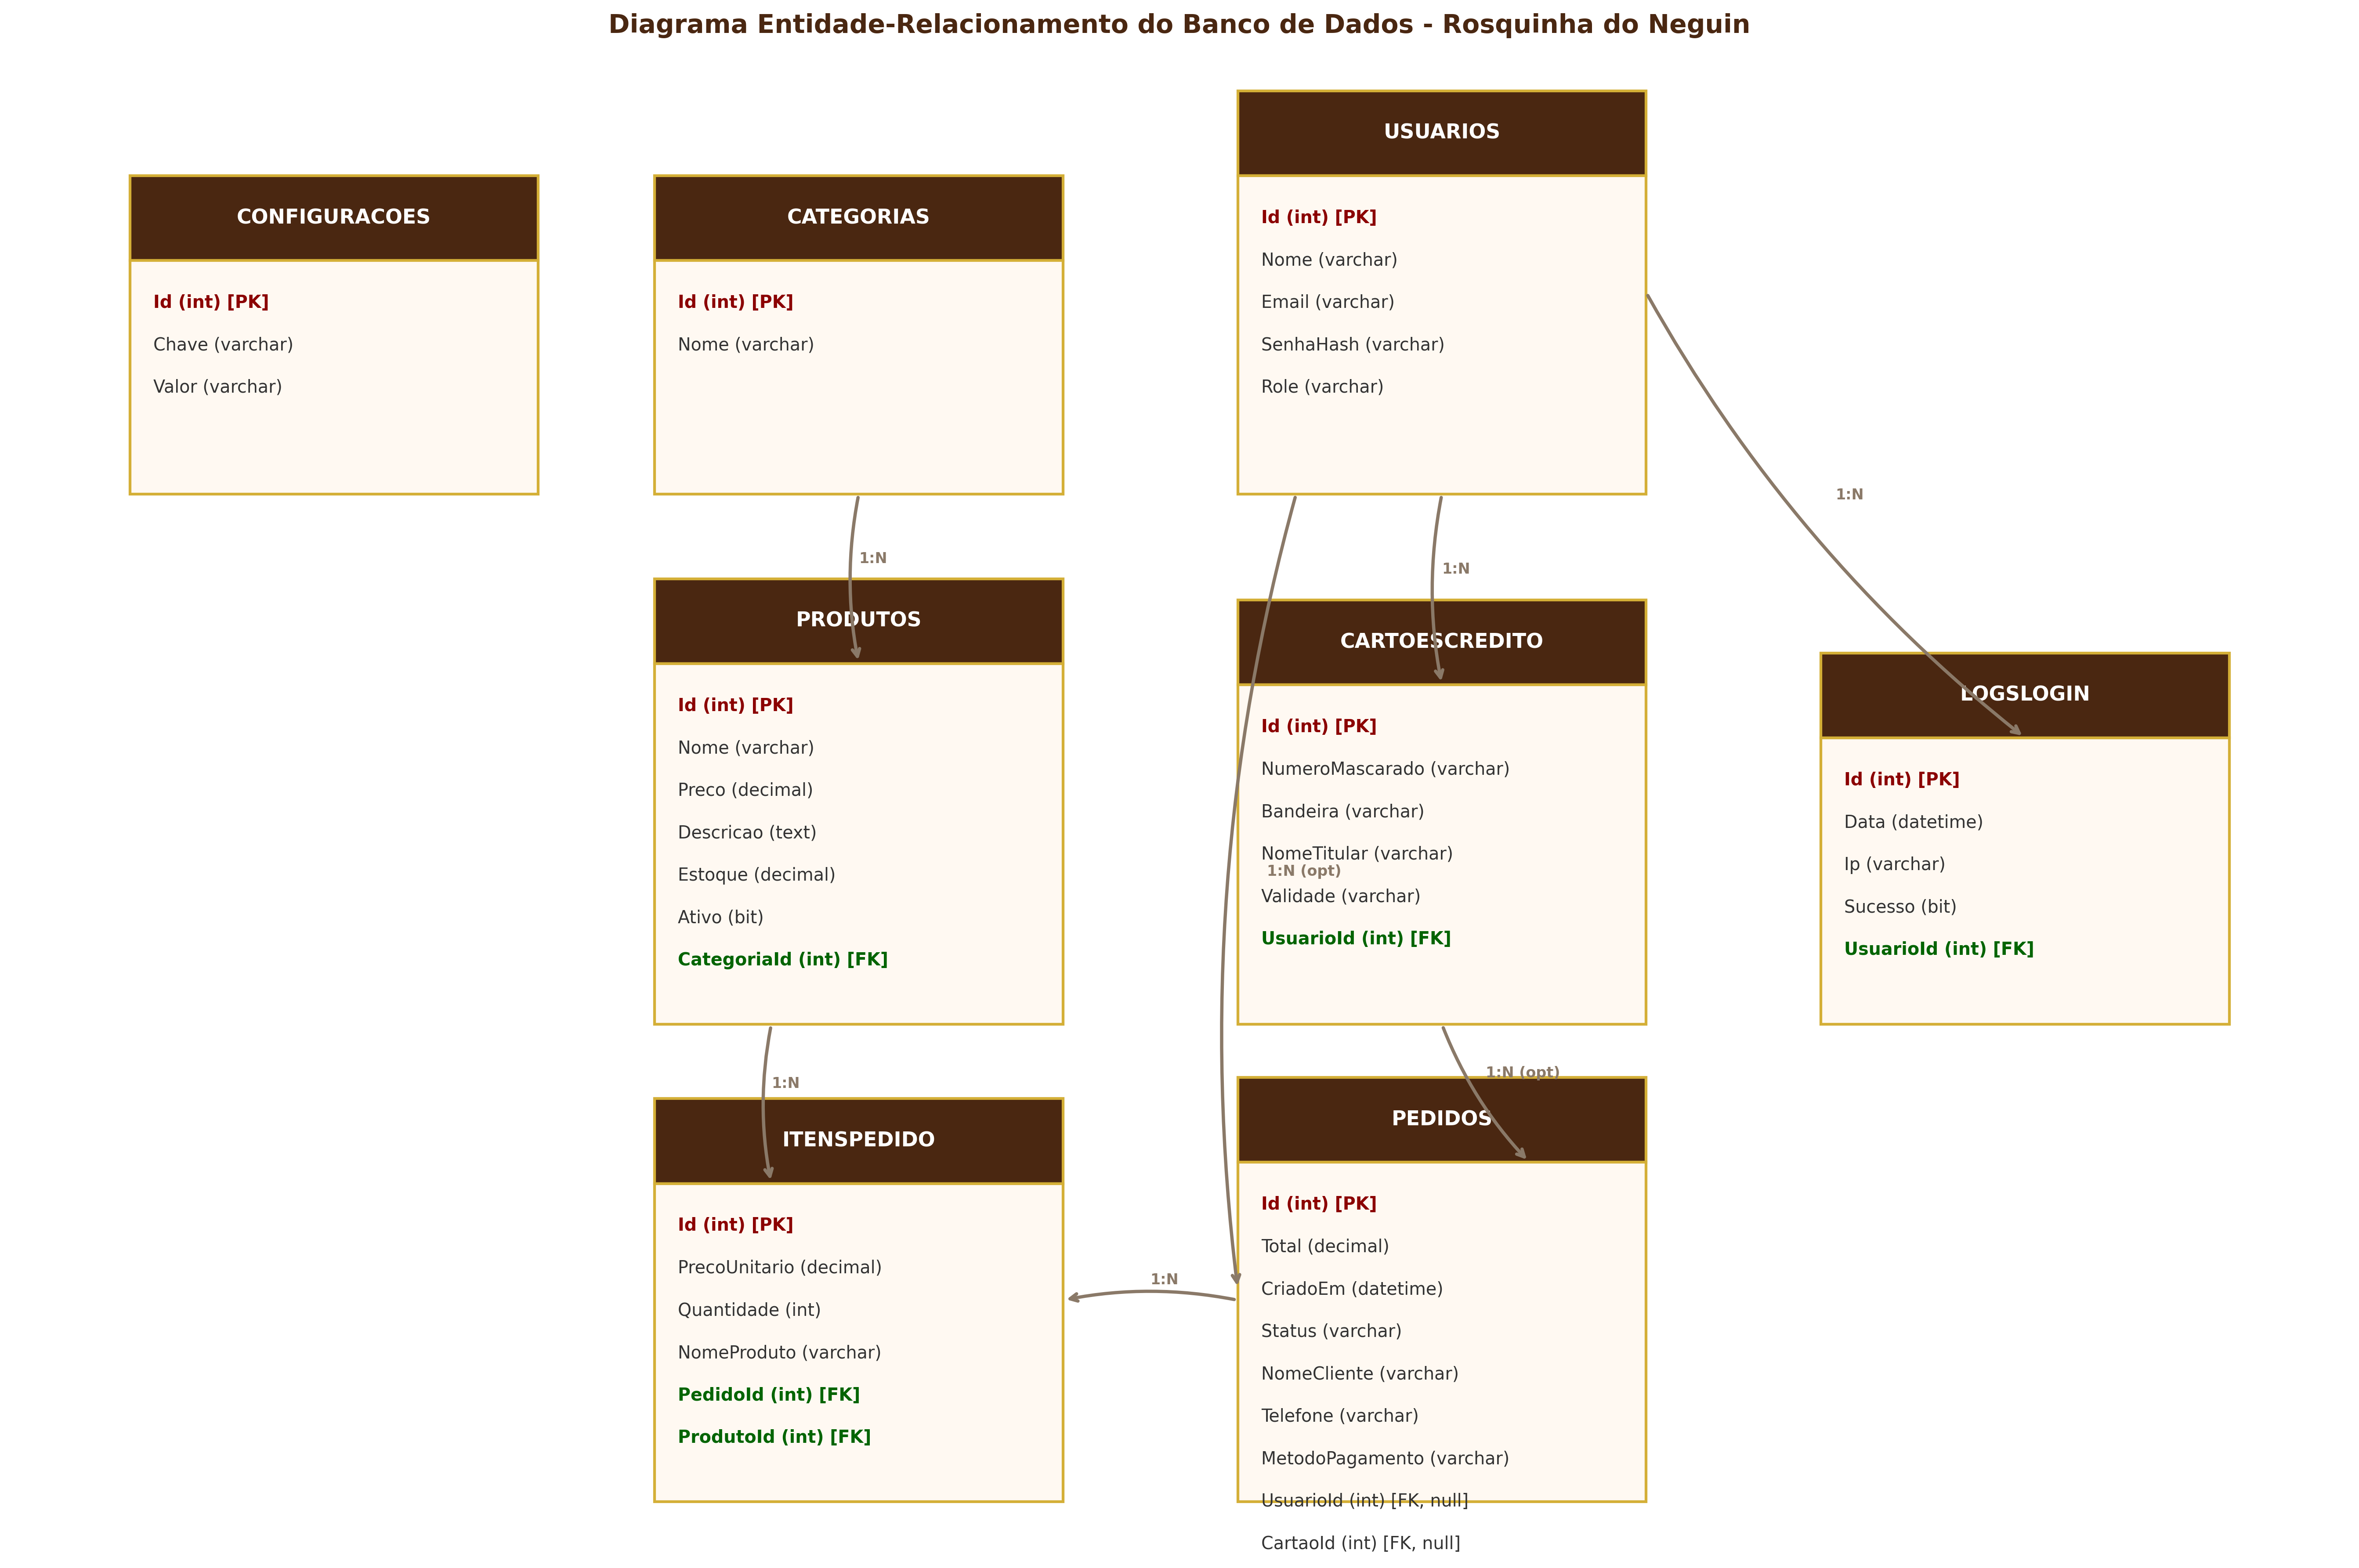 Diagrama Entidade-Relacionamento do Banco de Dados - Rosquinha do Neguin
CONFIGURACOES
Id (int) [PK]
Chave (varchar)
Valor (varchar)
CATEGORIAS
Id (int) [PK]
Nome (varchar)
USUARIOS
Id (int) [PK]
Nome (varchar)
Email (varchar)
SenhaHash (varchar)
Role (varchar)
1:N
1:N
1:N
PRODUTOS
Id (int) [PK]
Nome (varchar)
Preco (decimal)
Descricao (text)
Estoque (decimal)
Ativo (bit)
CategoriaId (int) [FK]
CARTOESCREDITO
Id (int) [PK]
NumeroMascarado (varchar)
Bandeira (varchar)
NomeTitular (varchar)
1:N (opt)
Validade (varchar)
UsuarioId (int) [FK]
LOGSLOGIN
Id (int) [PK]
Data (datetime)
Ip (varchar)
Sucesso (bit)
UsuarioId (int) [FK]
1:N
1:N (opt)
ITENSPEDIDO
Id (int) [PK]
PrecoUnitario (decimal)
Quantidade (int)
NomeProduto (varchar)
PedidoId (int) [FK]
ProdutoId (int) [FK]
1:N
PEDIDOS
Id (int) [PK]
Total (decimal)
CriadoEm (datetime)
Status (varchar)
NomeCliente (varchar)
Telefone (varchar)
MetodoPagamento (varchar)
UsuarioId (int) [FK, null]
CartaoId (int) [FK, null]